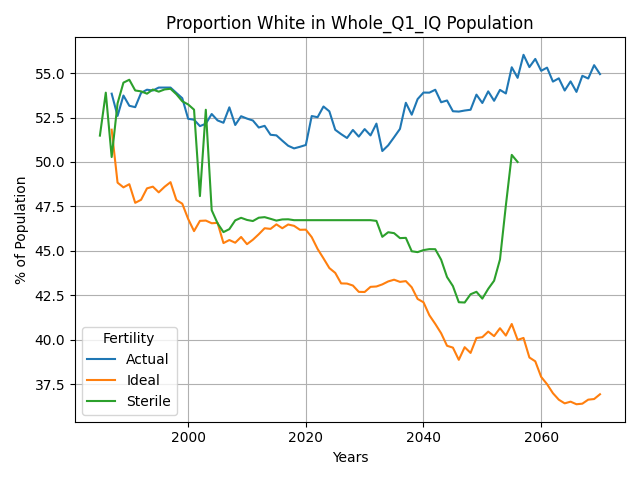 Proportion White in Whole_Q1_IQ Population
% of Population
55.0
52.5
50.0
47.5
45.0
42.5
40.0
37.5
Fertility
Actual
Ideal
Sterile
2000
2020
2040
2060
Years